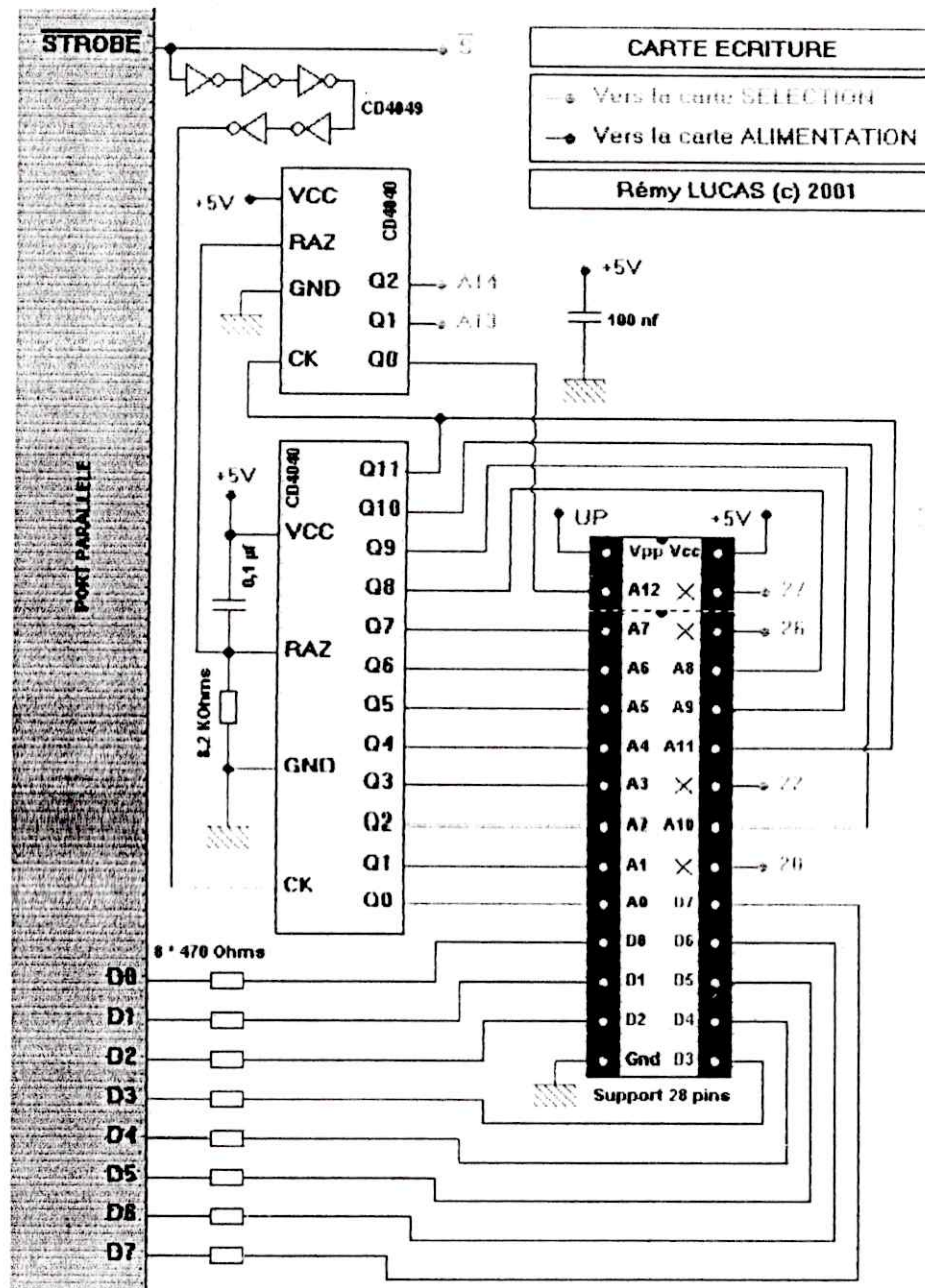 STROBE
S
CD4049
CARTE ECRITURE
Vers la carte SELECTION
Vers la carte ALIMENTATION
Rémy LUCAS (c) 2001
+5V
VCC
RAZ
GND
CK
CD4040
Q2
Q1
Q0
A14
A13
+5V
100 nf
PORT PARALLELE
+5V
0,1 µf
8.2 KOhms
CD4040
VCC
RAZ
GND
CK
Q11
Q10
Q9
Q8
Q7
Q6
Q5
Q4
Q3
Q2
Q1
Q0
UP
+5V
Vpp Vcc
A12
27
A7
26
A6 A8
A5 A9
A4 A11
A3
22
A2 A10
A1
20
A0 D7
D0 D6
D1 D5
D2 D4
Gnd D3
Support 28 pins
8 * 470 Ohms
D0
D1
D2
D3
D4
D5
D6
D7